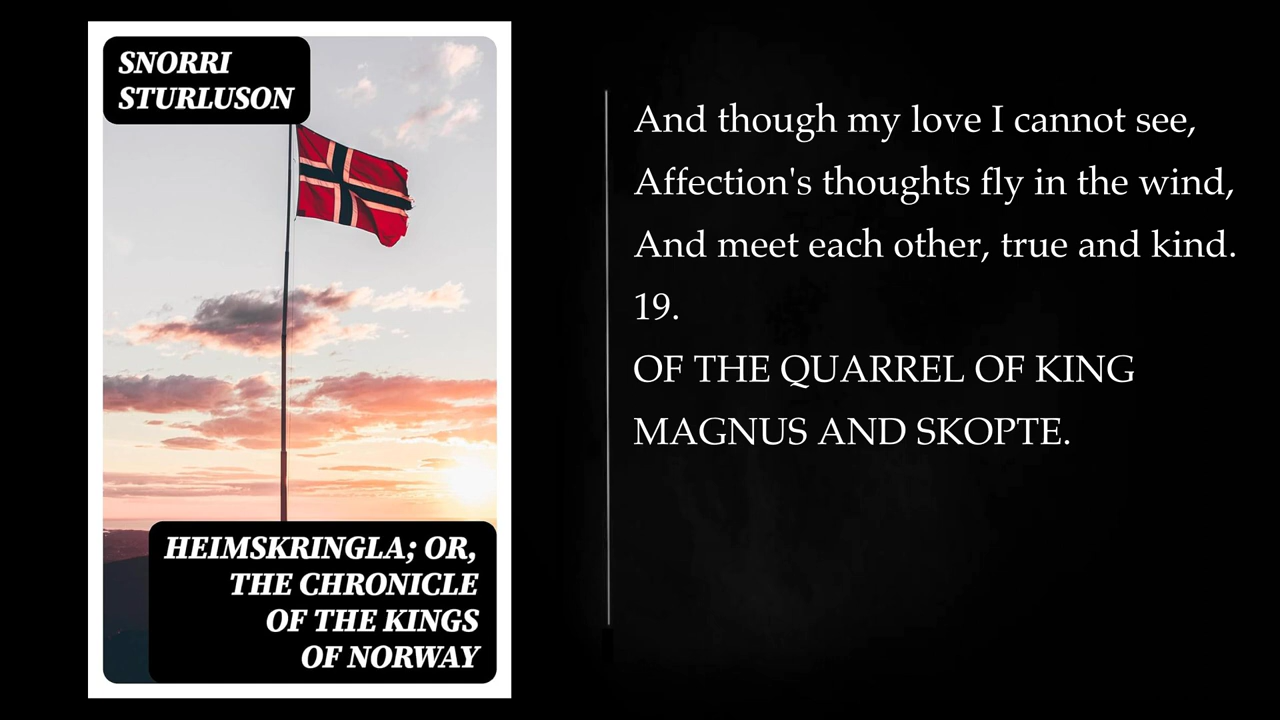 SNORRI
STURLUSON
HEIMSKRINGLA; OR,
THE CHRONICLE
OF THE KINGS
OF NORWAY
And though my love I cannot see,
Affection's thoughts fly in the wind,
And meet each other, true and kind.
19.
OF THE QUARREL OF KING
MAGNUS AND SKOPTE.